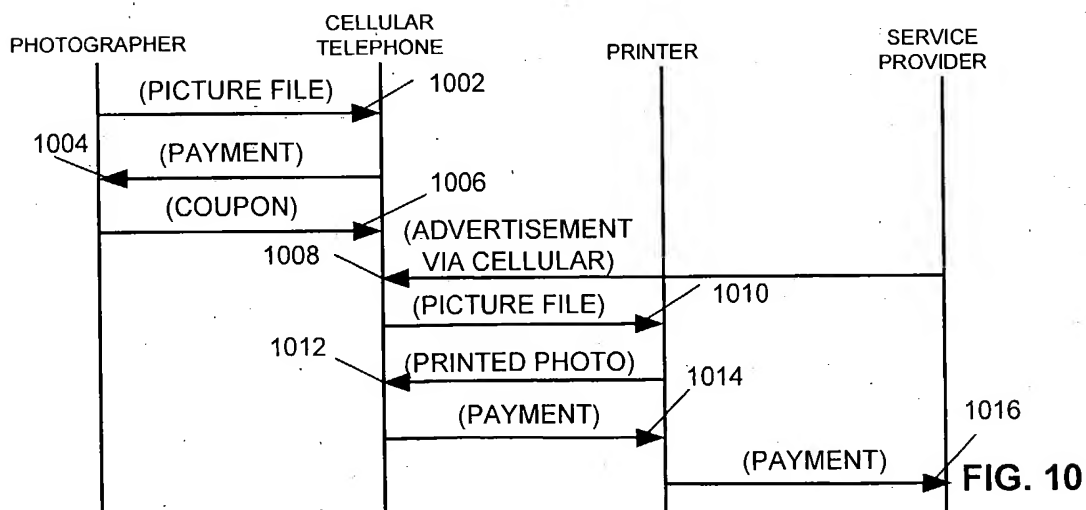 PHOTOGRAPHER
CELLULAR
TELEPHONE
PRINTER
SERVICE
PROVIDER
(PICTURE FILE)
1002
1004
(PAYMENT)
1006
(COUPON)
(ADVERTISEMENT
VIA CELLULAR)
1008
(PICTURE FILE)
1010
1012
(PRINTED PHOTO)
1014
(PAYMENT)
1016
(PAYMENT)
FIG. 10